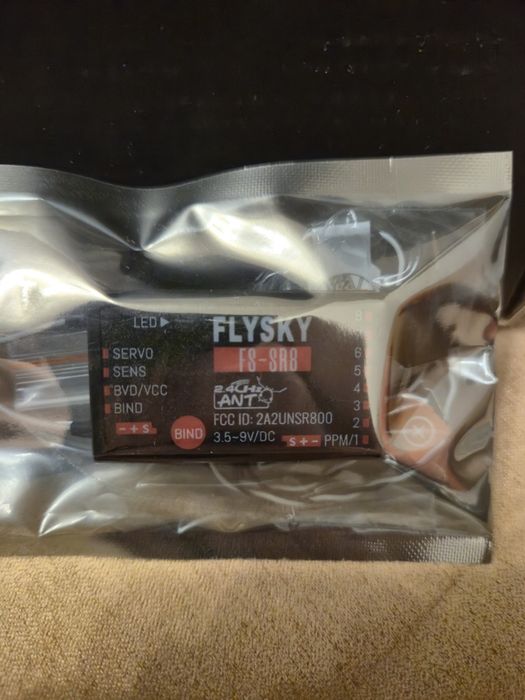 LED
FLYSKY
FS-SR8
2.4GHz
ANT
FCC ID: 2A2UNSR800
3.5~9V/DC
SERVO
SENS
BVD/VCC
BIND
- + S
BIND
8
6
5
4
3
2
S + - PPM/1